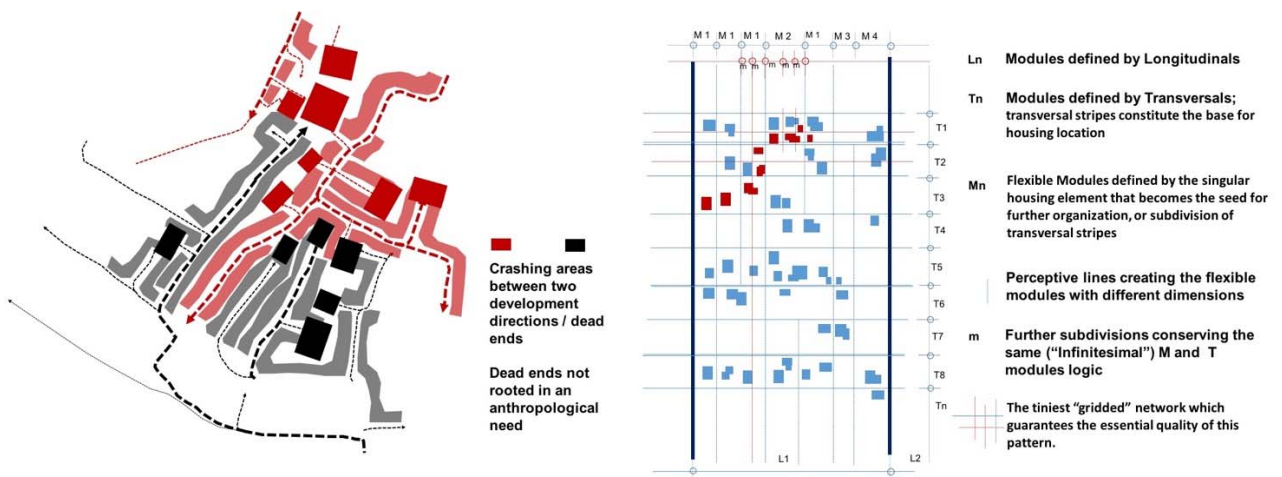 Crashing areas
between two
development
directions / dead
ends
Dead ends not
rooted in an
anthropological
need
M 1 M 1 M 1 M 2 M 1 M 3 M 4
m m m m m
T1
T2
T3
T4
T5
T6
T7
T8
Tn
L1 L2
Ln Modules defined by Longitudinals
Tn Modules defined by Transversals;
transversal stripes constitute the base for
housing location
Mn Flexible Modules defined by the singular
housing element that becomes the seed for
further organization, or subdivision of
transversal stripes
Perceptive lines creating the flexible
modules with different dimensions
m Further subdivisions conserving the
same (“Infinitesimal”) M and T
modules logic
The tiniest “gridded” network which
guarantees the essential quality of this
pattern.